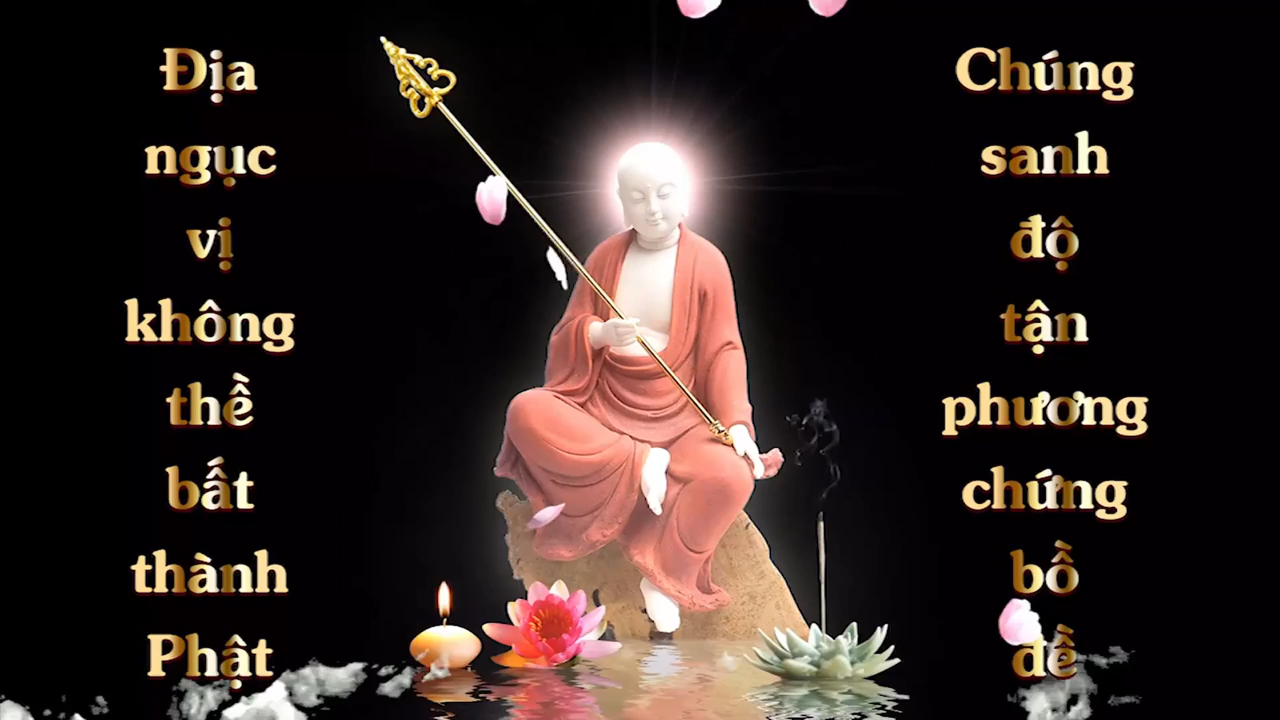 Địa
ngục
vị
không
thề
bất
thành
Phật
Chúng
sanh
độ
tận
phương
chứng
bồ
đề